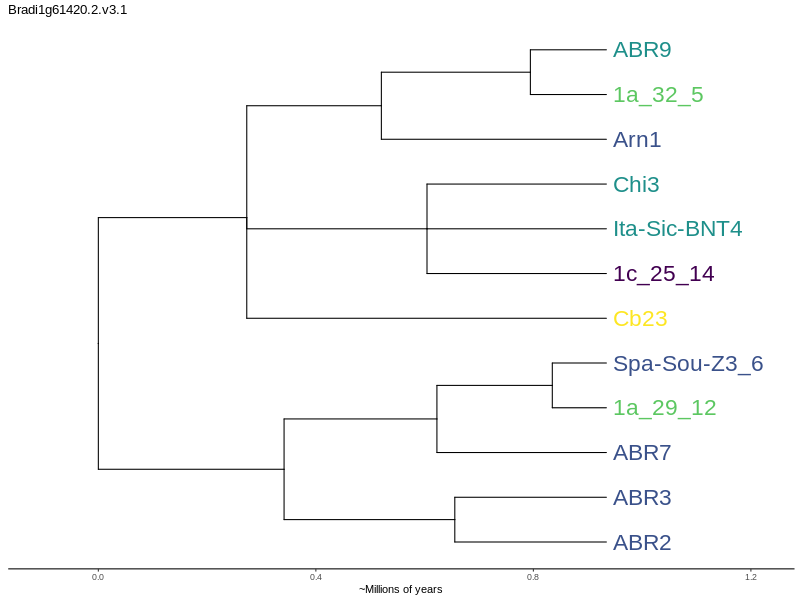 Bradi1g61420.2.v3.1
ABR9
1a_32_5
Arn1
Chi3
Ita-Sic-BNT4
1c_25_14
Cb23
Spa-Sou-Z3_6
1a_29_12
ABR7
ABR3
ABR2
0.0 0.4 0.8 1.2
~Millions of years